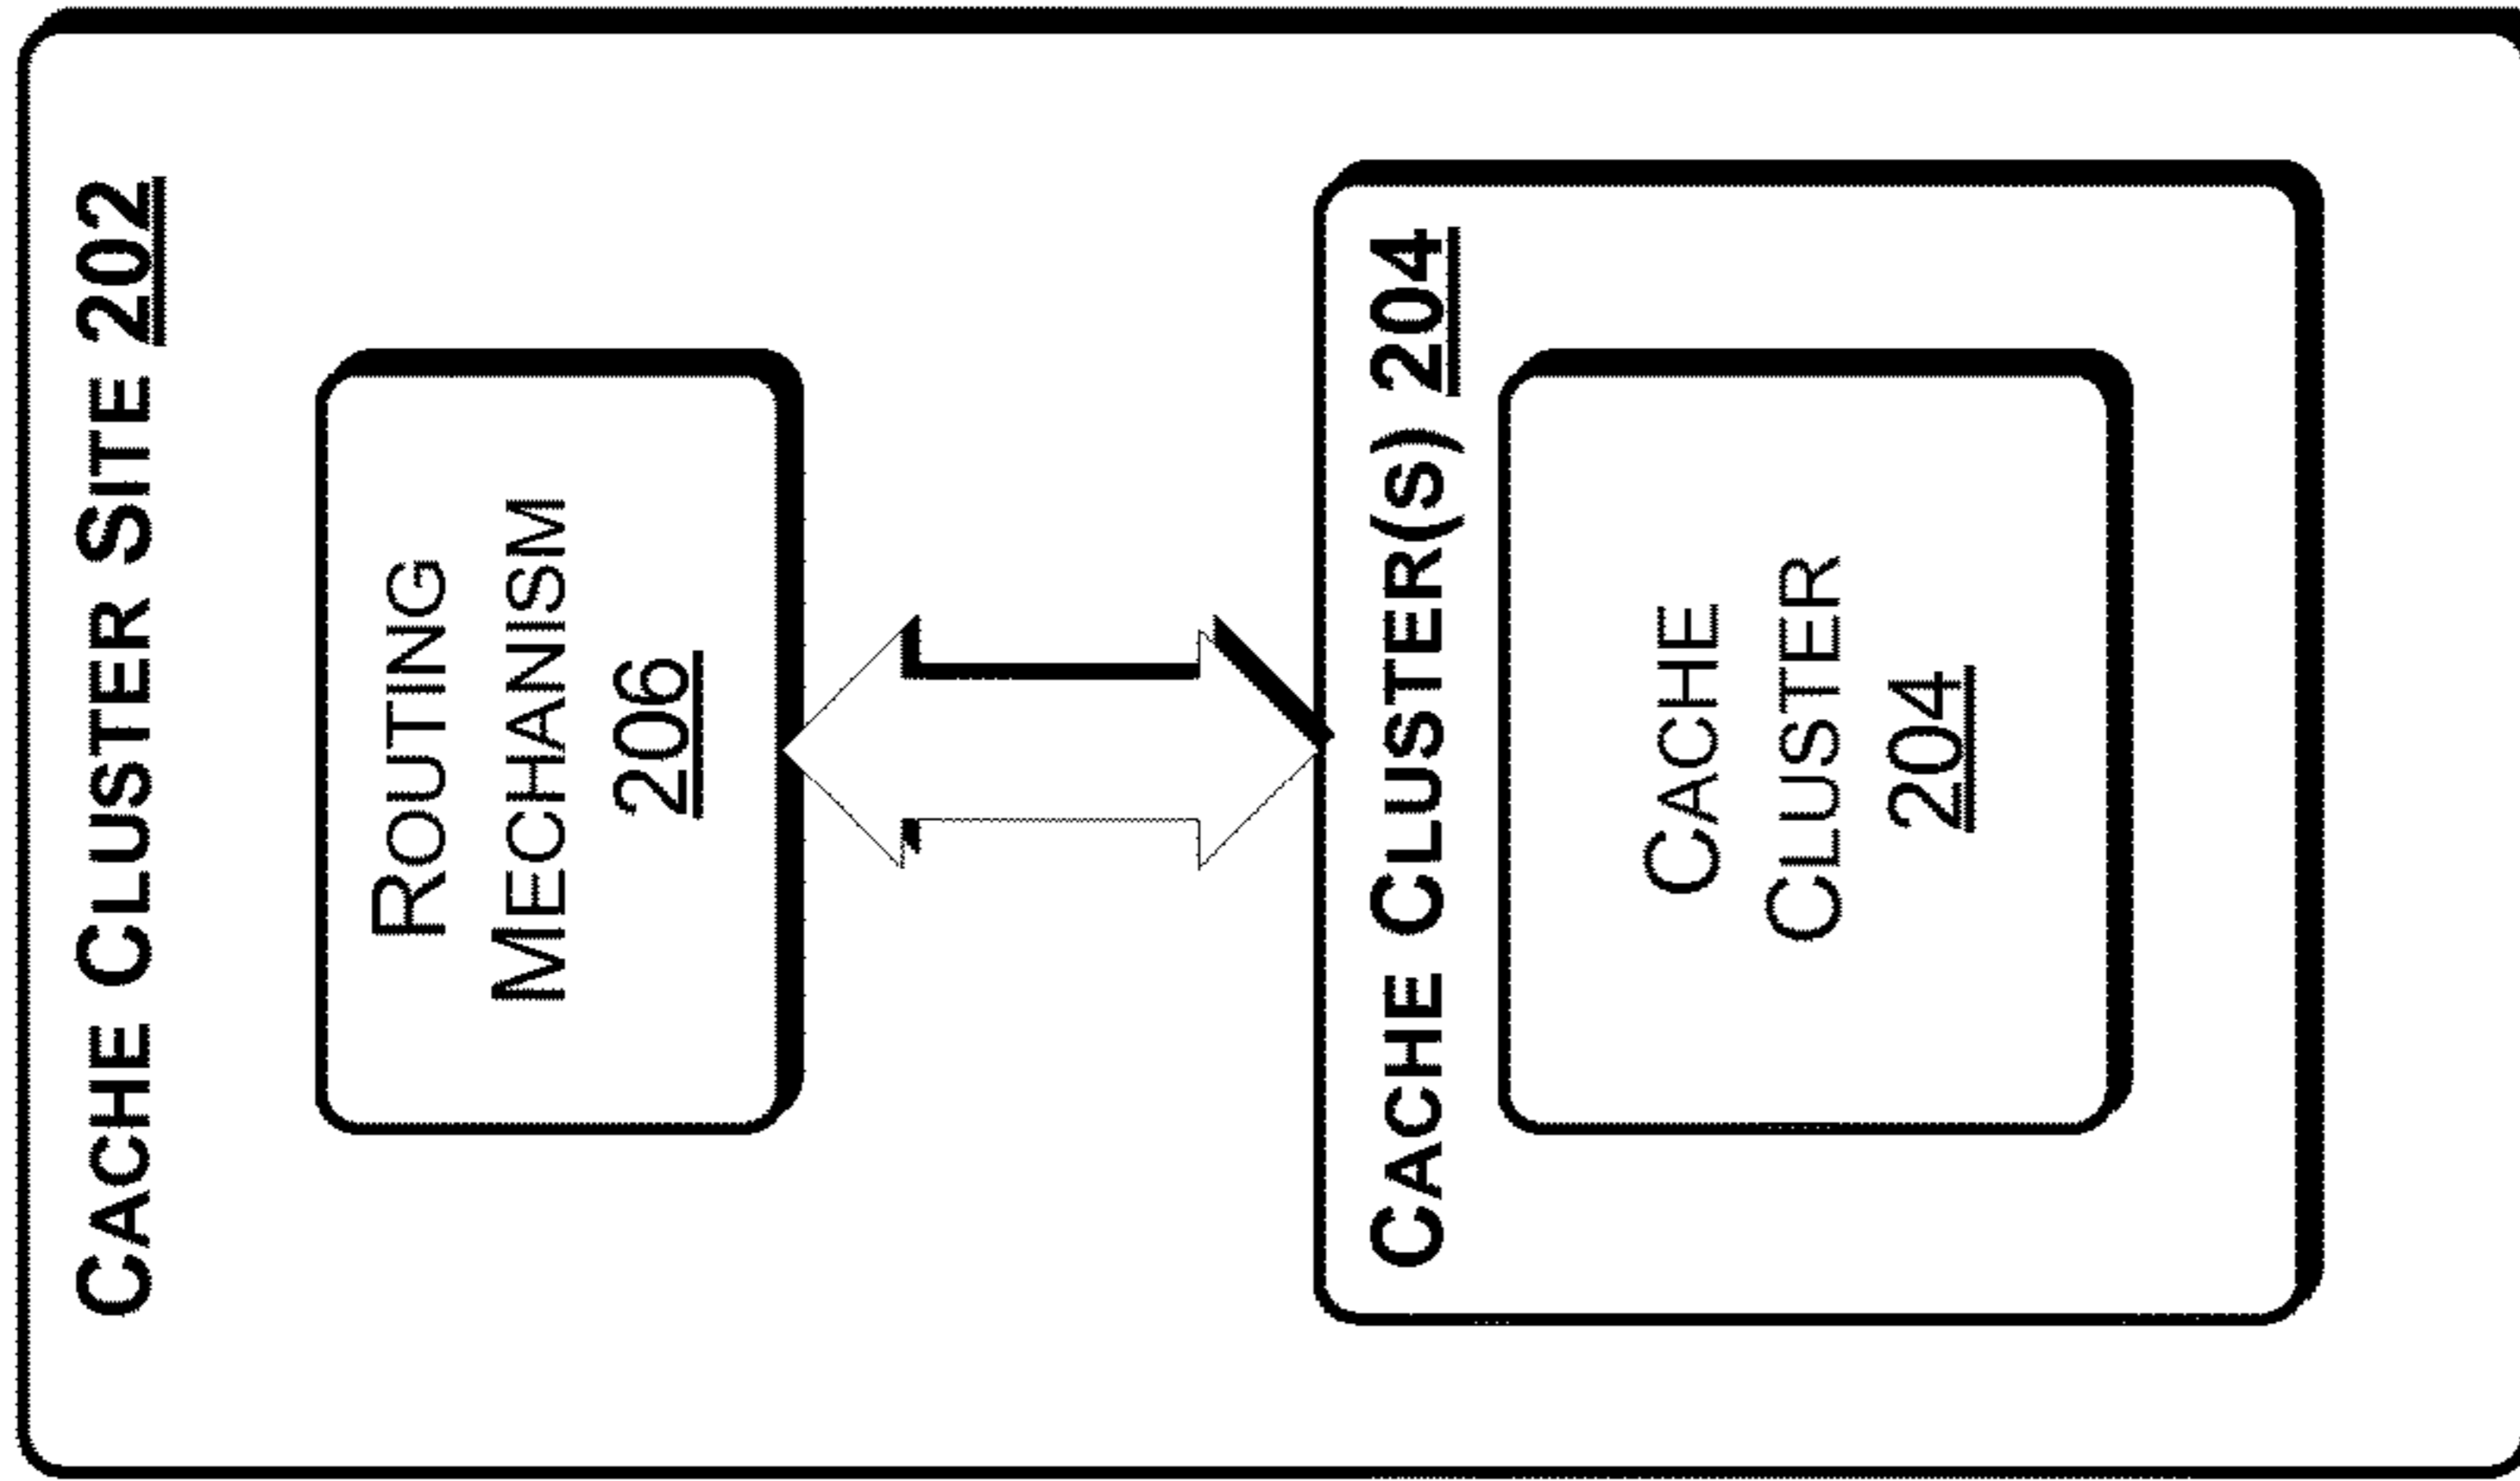 CACHE CLUSTER SITE 202
ROUTING
MECHANISM
206
CACHE CLUSTER(S) 204
CACHE
CLUSTER
204